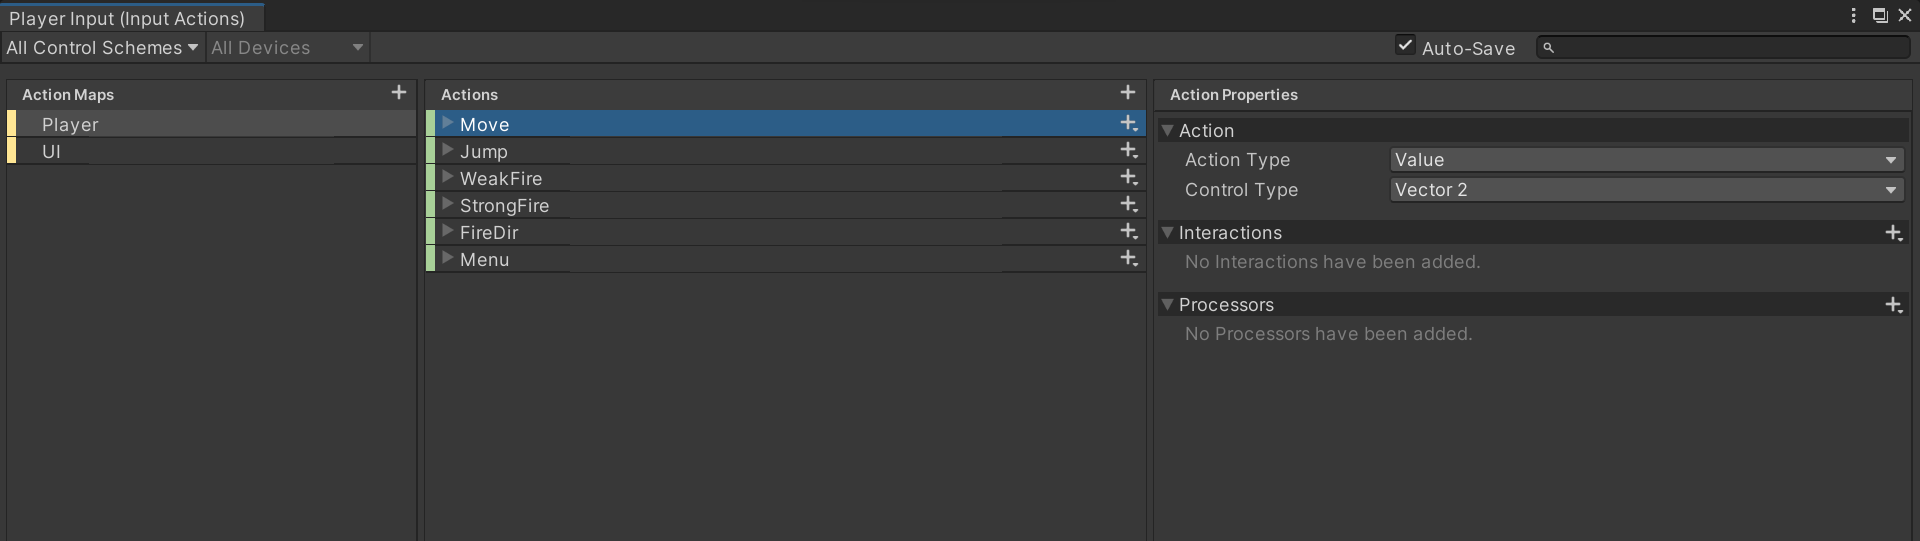 Player Input (Input Actions)
All Control Schemes
All Devices
Auto-Save
Action Maps
Player
UI
Actions
Move
Jump
WeakFire
StrongFire
FireDir
Menu
Action Properties
Action
Action Type Value
Control Type Vector 2
Interactions
No Interactions have been added.
Processors
No Processors have been added.